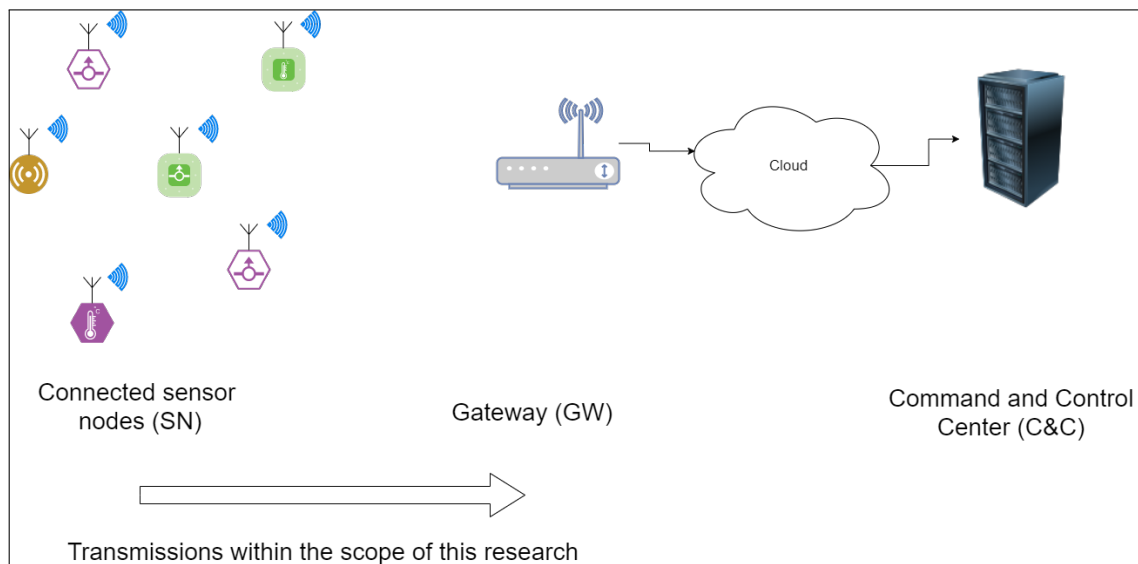 Cloud
Connected sensor
nodes (SN)
Gateway (GW)
Command and Control
Center (C&C)
Transmissions within the scope of this research